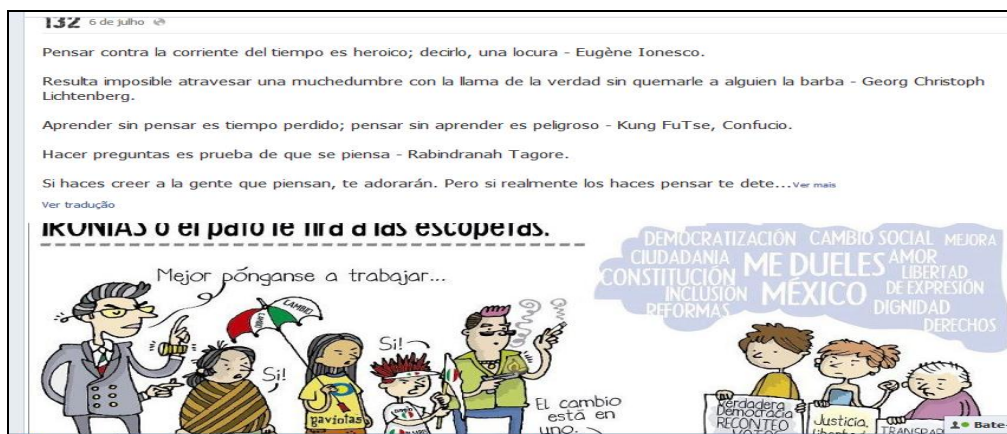 132 6 de julho
Pensar contra la corriente del tiempo es heroico; decirlo, una locura - Eugène Ionesco.
Resulta imposible atravesar una muchedumbre con la llama de la verdad sin quemarle a alguien la barba - Georg Christoph
Lichtenberg.
Aprender sin pensar es tiempo perdido; pensar sin aprender es peligroso - Kung FuTse, Confucio.
Hacer preguntas es prueba de que se piensa - Rabindranah Tagore.
Si haces creer a la gente que piensan, te adorarán. Pero si realmente los haces pensar te dete...Ver mais
Ver tradução
IRONIAS o el pato le tira a las escopetas.
Mejor pónganse a trabajar...
CAMBIO
Si!
paviolas
Si!
El cambio
está en
uno.
DEMOCRATIZACIÓN CAMBIO SOCIAL MEJORA
CIUDADANIA ME DUELES AMOR
CONSTITUCIÓN MÉXICO LIBERTAD
INCLUSION DE EXPRESIÓN
REFORMAS DIGNIDAD
DERECHOS
Verdadera
Democracia
RECONTEO
Justicia,
Bate